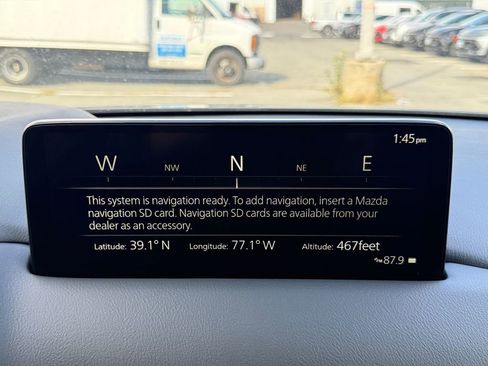 1:45pm
W NW N NE E
This system is navigation ready. To add navigation, insert a Mazda
navigation SD card. Navigation SD cards are available from your
dealer as an accessory.
Latitude: 39.1° N Longitude: 77.1° W Altitude: 467feet
FM 87.9